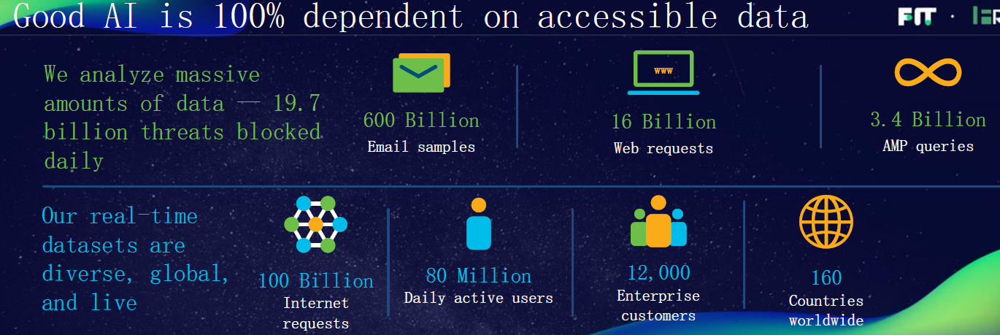 Good AI is 100% dependent on accessible data
FIT ·
We analyze massive
amounts of data — 19.7
billion threats blocked
daily
www
600 Billion
Email samples
16 Billion
Web requests
3.4 Billion
AMP queries
Our real-time
datasets are
diverse, global,
and live
100 Billion
Internet
requests
80 Million
Daily active users
12,000
Enterprise
customers
160
Countries
worldwide